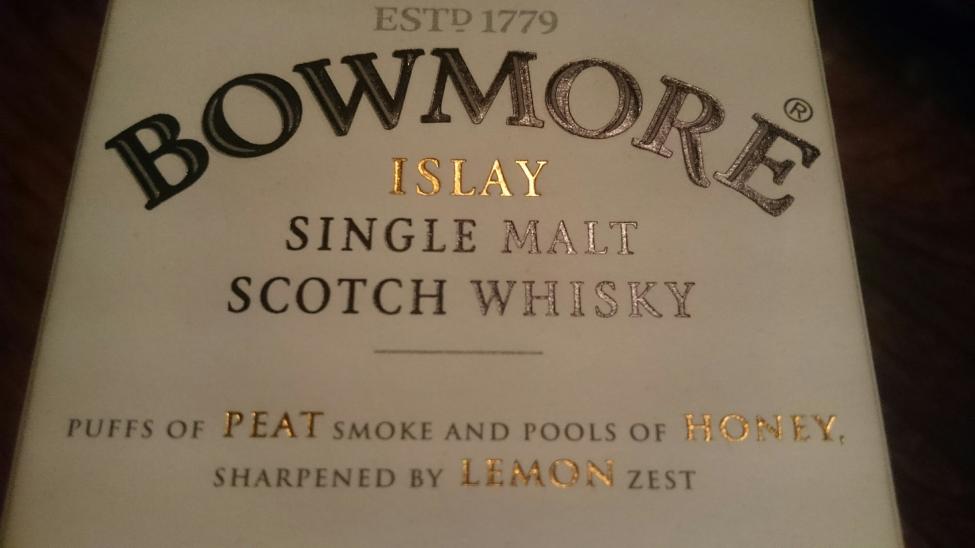 ESTD 1779
BOWMORE®
ISLAY
SINGLE MALT
SCOTCH WHISKY
PUFFS OF PEAT SMOKE AND POOLS OF HONEY,
SHARPENED BY LEMON ZEST